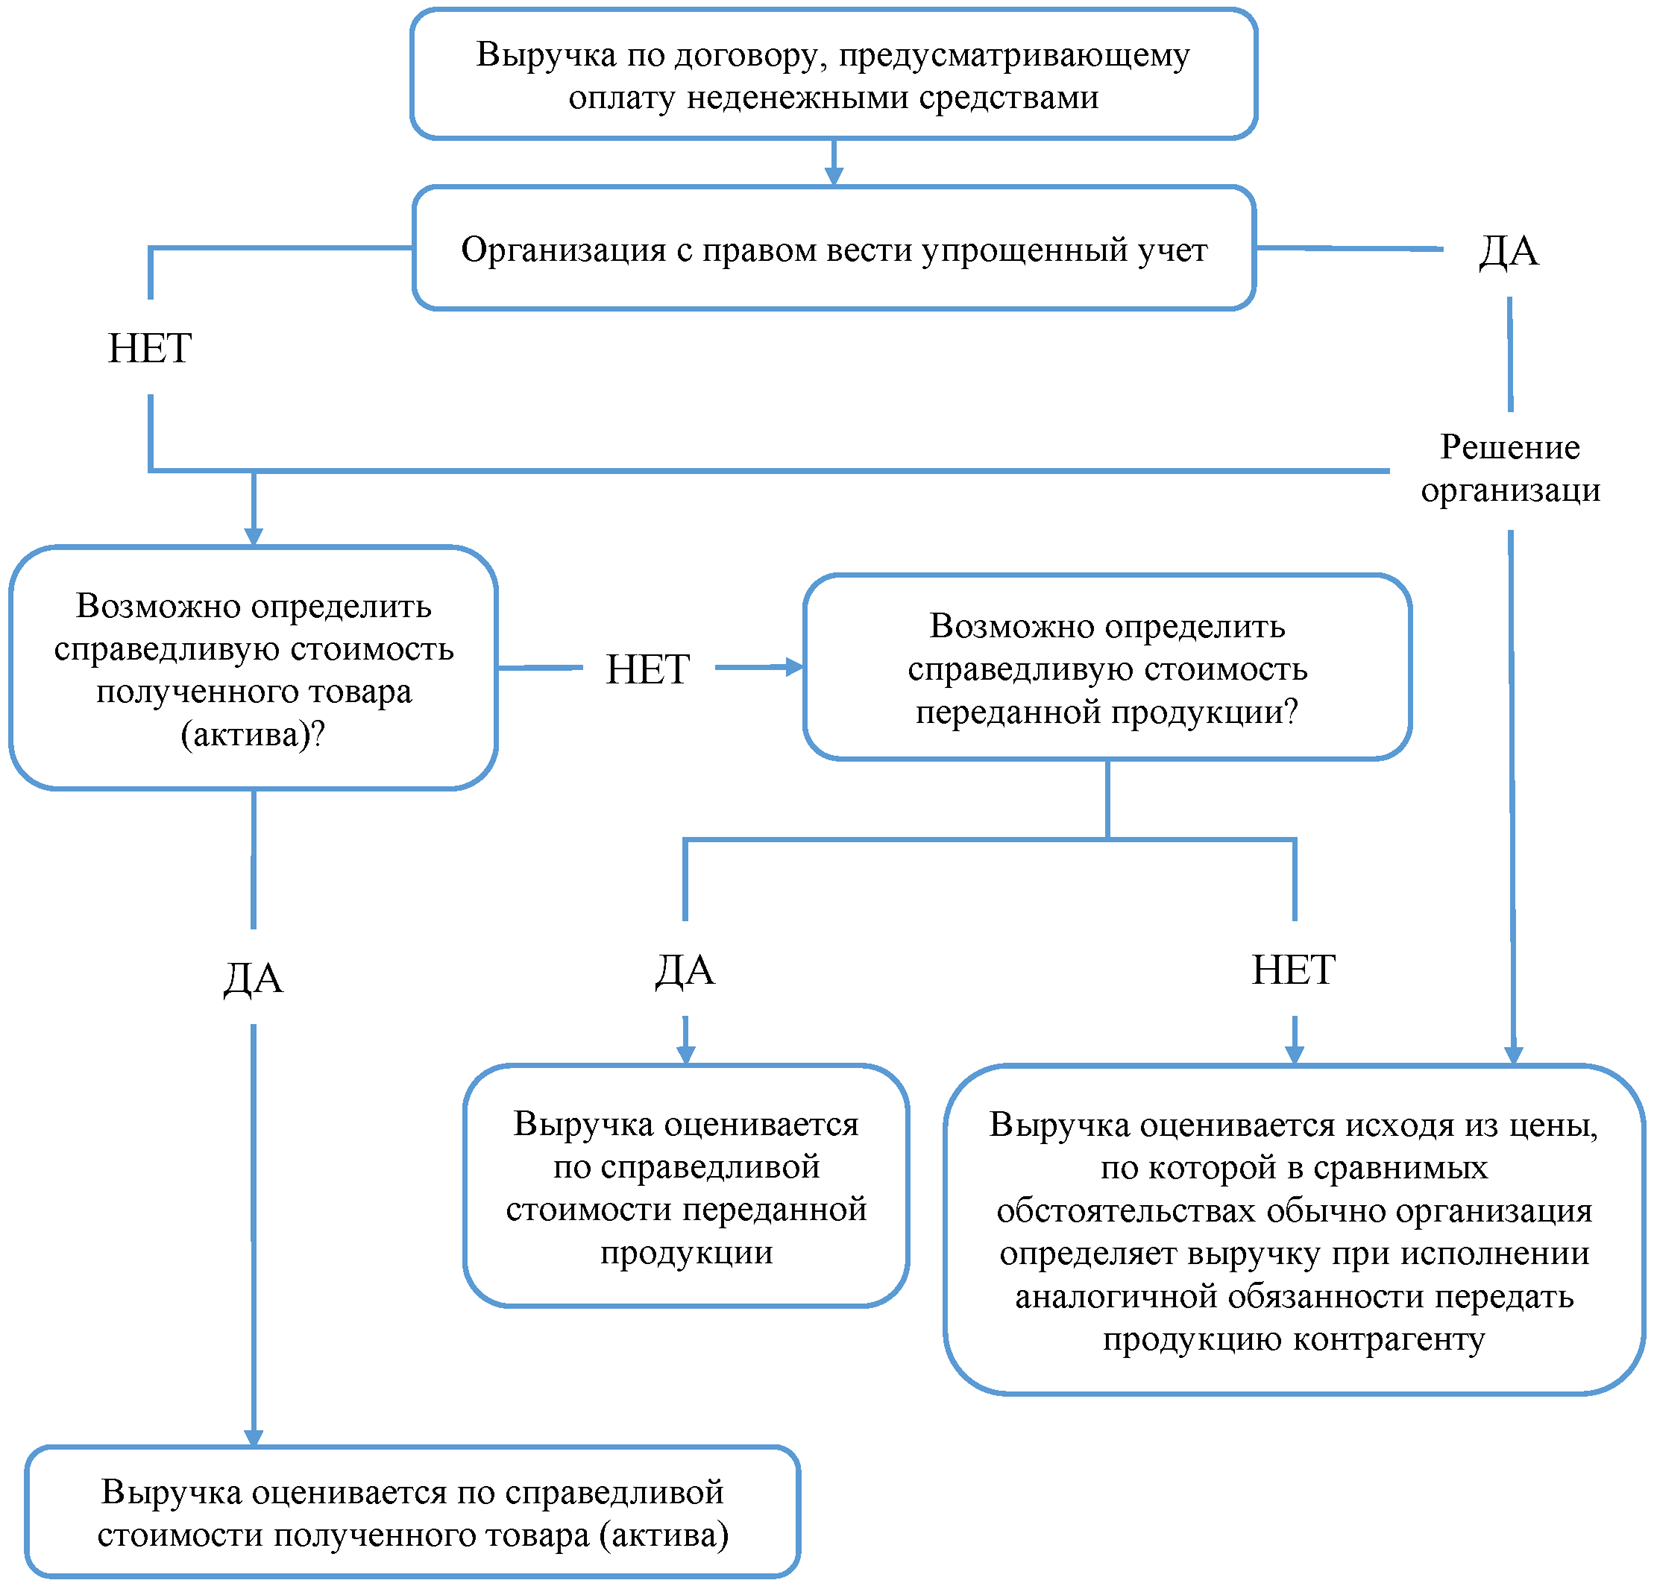 Выручка по договору, предусматривающему
оплату неденежными средствами
Организация с правом вести упрощенный учет
ДА
НЕТ
Решение
организаци
Возможно определить
справедливую стоимость
полученного товара
(актива)?
НЕТ
Возможно определить
справедливую стоимость
переданной продукции?
ДА
ДА
НЕТ
Выручка оценивается
по справедливой
стоимости переданной
продукции
Выручка оценивается исходя из цены,
по которой в сравнимых
обстоятельствах обычно организация
определяет выручку при исполнении
аналогичной обязанности передать
продукцию контрагенту
Выручка оценивается по справедливой
стоимости полученного товара (актива)